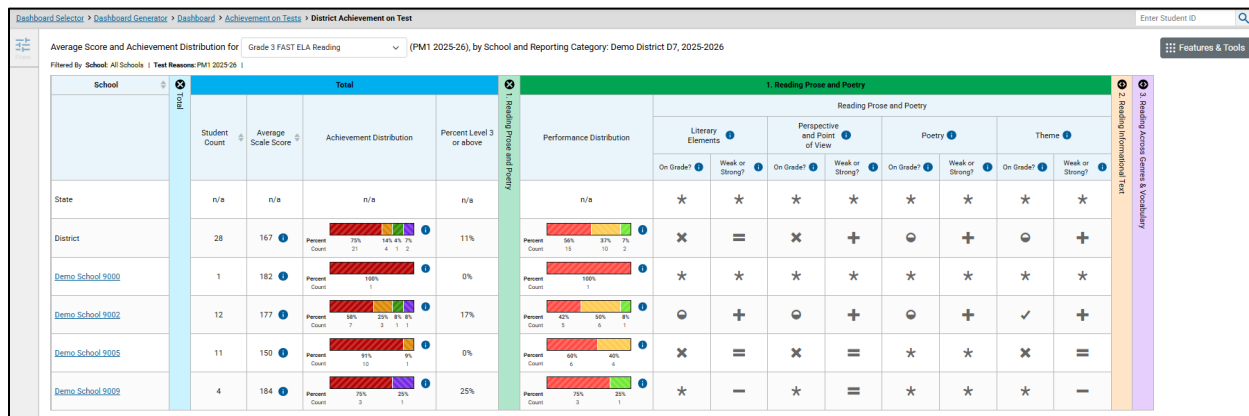 Dashboard Selector > Dashboard Generator > Dashboard > Achievement on Tests > District Achievement on Test
Enter Student ID
Average Score and Achievement Distribution for Grade 3 FAST ELA Reading (PM1 2025-26), by School and Reporting Category: Demo District D7, 2025-2026
Features & Tools
Filtered By School: All Schools | Test Reasons: PM1 2025-26 |
School
Total
Total
1. Reading Prose and Poetry
1. Reading Prose and Poetry
2. Reading Informational Text
3. Reading Across Genres & Vocabulary
Student Count
Average Scale Score
Achievement Distribution
Percent Level 3 or above
Performance Distribution
Reading Prose and Poetry
Literary Elements
Perspective and Point of View
Poetry
Theme
On Grade? Weak or Strong? On Grade? Weak or Strong? On Grade? Weak or Strong? On Grade? Weak or Strong?
State n/a n/a n/a n/a n/a * * * * * * * *
District 28 167 11%
Percent 75% 14% 4% 7%
Count 21 4 1 2
Percent 56% 37% 7%
Count 15 10 2
Demo School 9000 1 182 0% * * * * * * * *
Percent 100%
Count 1
Percent 100%
Count 1
Demo School 9002 12 177 17%
Percent 58% 25% 8% 8%
Count 7 3 1 1
Percent 42% 50% 8%
Count 5 6 1
Demo School 9005 11 150 0%
Percent 91% 9%
Count 10 1
Percent 60% 40%
Count 6 4
Demo School 9009 4 184 25%
Percent 75% 25%
Count 3 1
Percent 75% 25%
Count 3 1